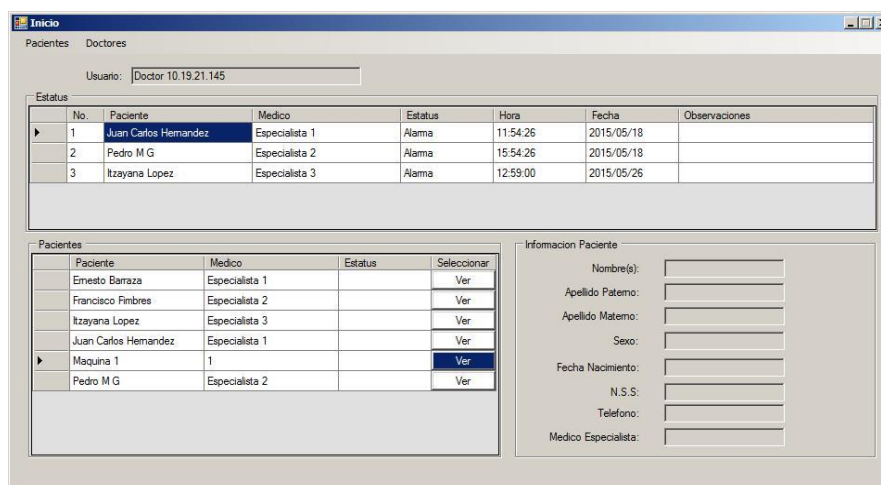 Inicio
Pacientes Doctores
Usuario: Doctor 10.19.21.145
Estatus
No. Paciente Medico Estatus Hora Fecha Observaciones
1 Juan Carlos Hernandez Especialista 1 Alarma 11:54:26 2015/05/18
2 Pedro M G Especialista 2 Alarma 15:54:26 2015/05/18
3 Itzayana Lopez Especialista 3 Alarma 12:59:00 2015/05/26
Pacientes
Paciente Medico Estatus Seleccionar
Ernesto Barraza Especialista 1 Ver
Francisco Fimbres Especialista 2 Ver
Itzayana Lopez Especialista 3 Ver
Juan Carlos Hernandez Especialista 1 Ver
Maquina 1 1 Ver
Pedro M G Especialista 2 Ver
Informacion Paciente
Nombre(s):
Apellido Paterno:
Apellido Materno:
Sexo:
Fecha Nacimiento:
N.S.S:
Telefono:
Medico Especialista: